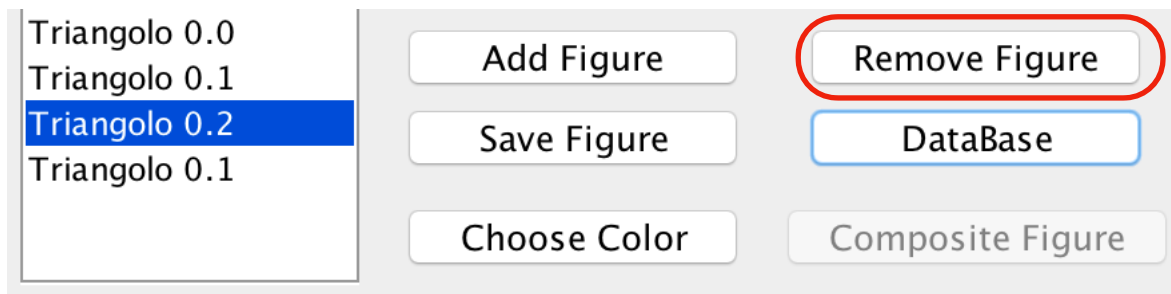 Triangolo 0.0
Triangolo 0.1
Triangolo 0.2
Triangolo 0.1
Add Figure
Remove Figure
Save Figure
DataBase
Choose Color
Composite Figure